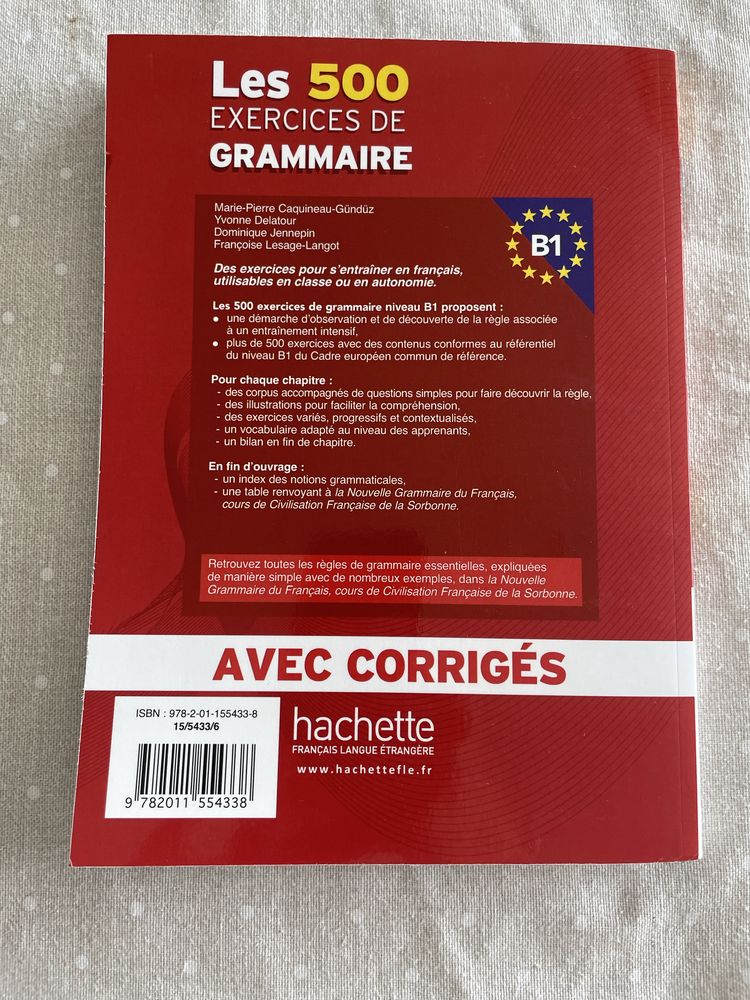 Les 500
EXERCICES DE
GRAMMAIRE
Marie-Pierre Caquineau-Gündüz
Yvonne Delatour
Dominique Jennepin
Françoise Lesage-Langot
B1
Des exercices pour s'entraîner en français,
utilisables en classe ou en autonomie.
Les 500 exercices de grammaire niveau B1 proposent :
● une démarche d'observation et de découverte de la règle associée
à un entraînement intensif,
● plus de 500 exercices avec des contenus conformes au référentiel
du niveau B1 du Cadre européen commun de référence.
Pour chaque chapitre :
- des corpus accompagnés de questions simples pour faire découvrir la règle,
- des illustrations pour faciliter la compréhension,
- des exercices variés, progressifs et contextualisés,
- un vocabulaire adapté au niveau des apprenants,
- un bilan en fin de chapitre.
En fin d'ouvrage :
- un index des notions grammaticales,
- une table renvoyant à la Nouvelle Grammaire du Français,
cours de Civilisation Française de la Sorbonne.
Retrouvez toutes les règles de grammaire essentielles, expliquées
de manière simple avec de nombreux exemples, dans la Nouvelle
Grammaire du Français, cours de Civilisation Française de la Sorbonne.
AVEC CORRIGÉS
ISBN : 978-2-01-155433-8
15/5433/6
9 782011 554338
hachette
FRANÇAIS LANGUE ÉTRANGÈRE
www.hachettefle.fr